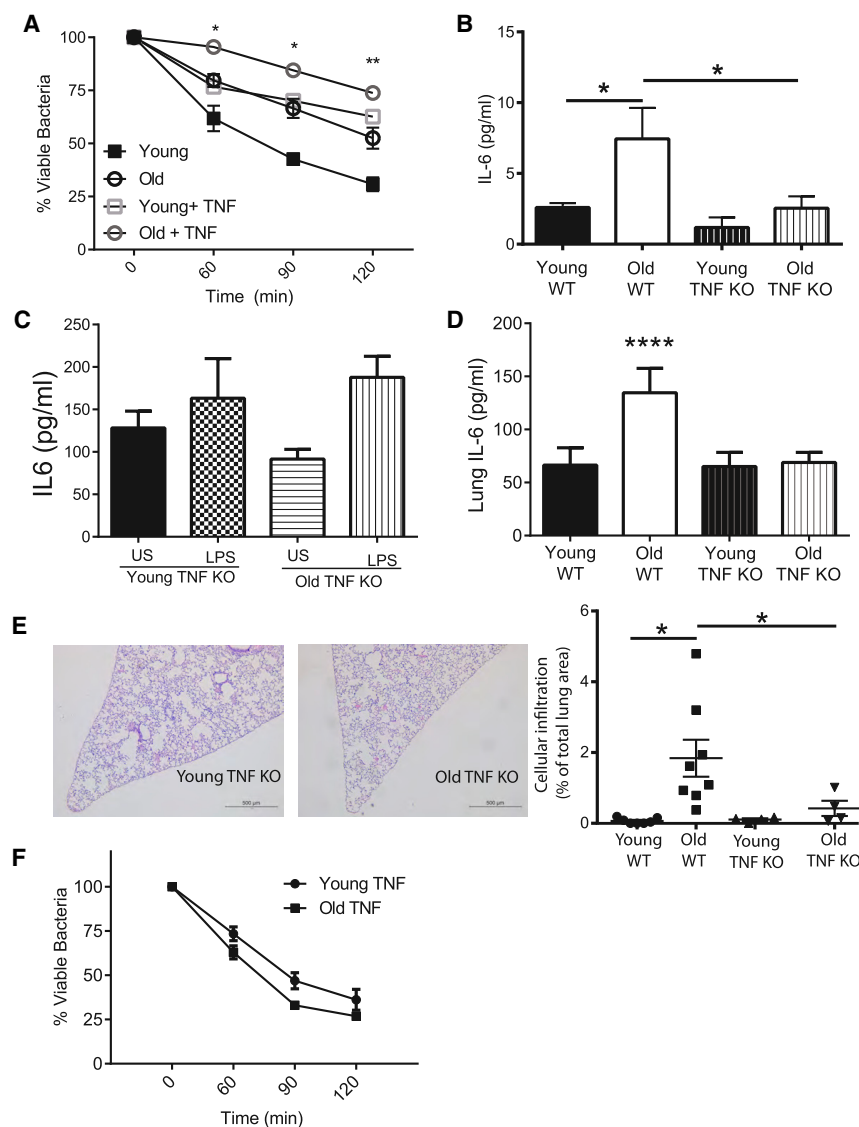 A
100
75
50
25
0
% Viable Bacteria
* * **
Young
Old
Young+ TNF
Old + TNF
0 60 90 120
Time (min)
B
15
10
5
0
IL-6 (pg/ml)
* *
Young WT
Old WT
Young TNF KO
Old TNF KO
C
250
200
150
100
50
0
IL6 (pg/ml)
US LPS US LPS
Young TNF KO Old TNF KO
D
200
150
100
50
0
Lung IL-6 (pg/ml)
****
Young WT
Old WT
Young TNF KO
Old TNF KO
E
Young TNF KO
500 µm
Old TNF KO
500 µm
6
4
2
0
Cellular infiltration
(% of total lung area)
* *
Young WT
Old WT
Young TNF KO
Old TNF KO
F
100
75
50
25
0
% Viable Bacteria
Young TNF
Old TNF
0 60 90 120
Time (min)